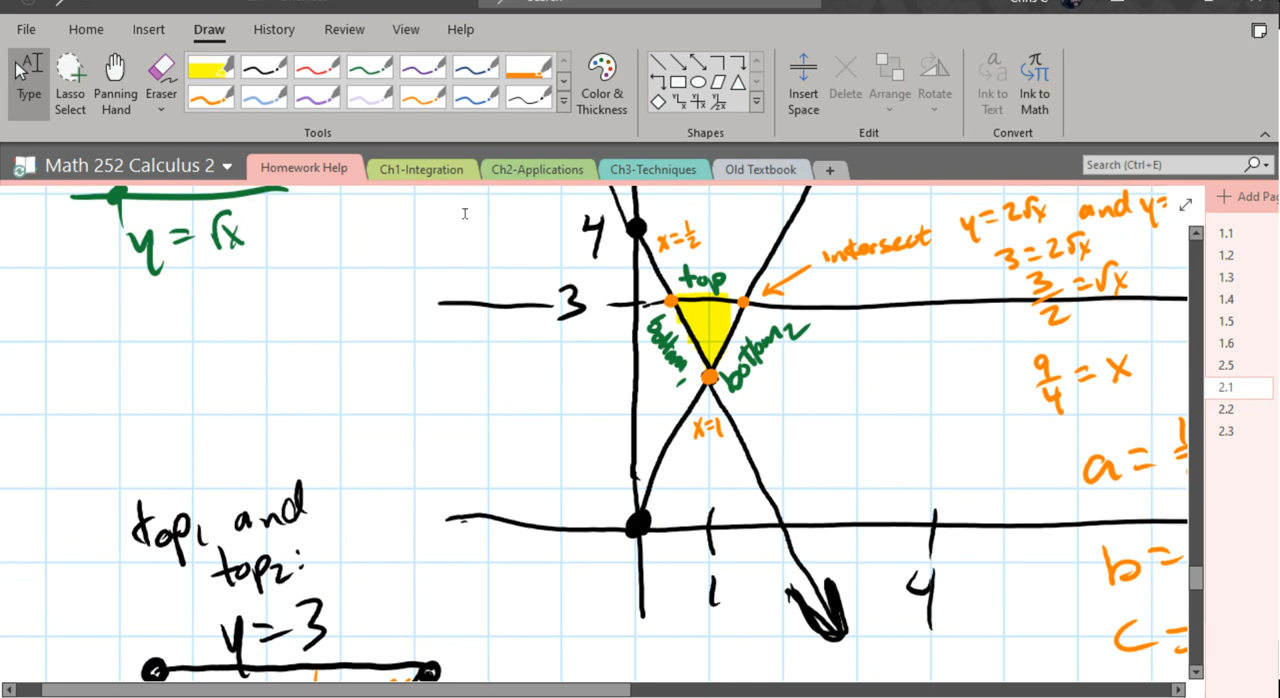 File Home Insert Draw History Review View Help
Type
Lasso Select
Panning Hand
Eraser
Color & Thickness
Insert Space
Delete
Arrange
Rotate
Ink to Text
Ink to Math
Tools
Shapes
Edit
Convert
Math 252 Calculus 2
Homework Help
Ch1-Integration
Ch2-Applications
Ch3-Techniques
Old Textbook
Search (Ctrl+E)
Add Pag
1.1
1.2
1.3
1.4
1.5
1.6
2.5
2.1
2.2
2.3
y = √x
4
x=1/2
top
intersect
y=2√x and y=
3=2√x
3/2=√x
9/4 = x
3
bottom 1
bottom 2
x=1
a=
b=
c=
1
4
top1 and
top2:
y=3